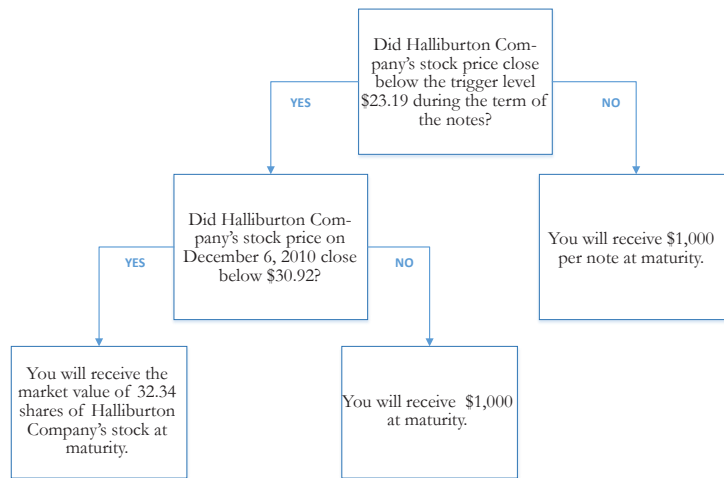 Did Halliburton Com-
pany's stock price close
below the trigger level
$23.19 during the term of
the notes?
YES
NO
Did Halliburton Com-
pany's stock price on
December 6, 2010 close
below $30.92?
You will receive $1,000
per note at maturity.
YES
NO
You will receive the
market value of 32.34
shares of Halliburton
Company's stock at
maturity.
You will receive $1,000
at maturity.